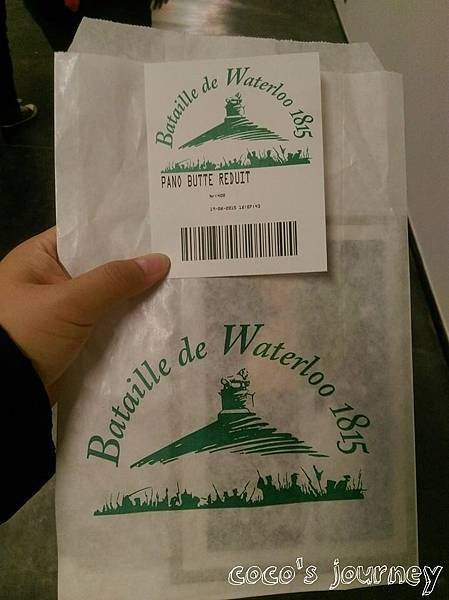 Bataille de Waterloo 1815
PANO BUTTE REDUIT
Bataille de Waterloo 1815
coco's journey